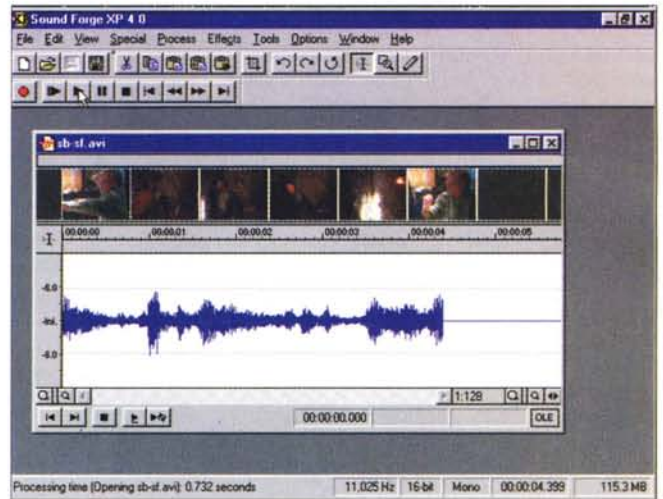 Sound Forge XP 4.0
File Edit View Special Process Effects Tools Options Window Help
sb-sf.avi
00:00:00 00:00:01 00:00:02 00:00:03 00:00:04 00:00:05
-6.0
-Inf.
-6.0
1:128
00:00:00.000
OLE
Processing time (Opening sb-sf.avi): 0.732 seconds 11,025 Hz 16-bit Mono 00:00:04.399 115.3 MB